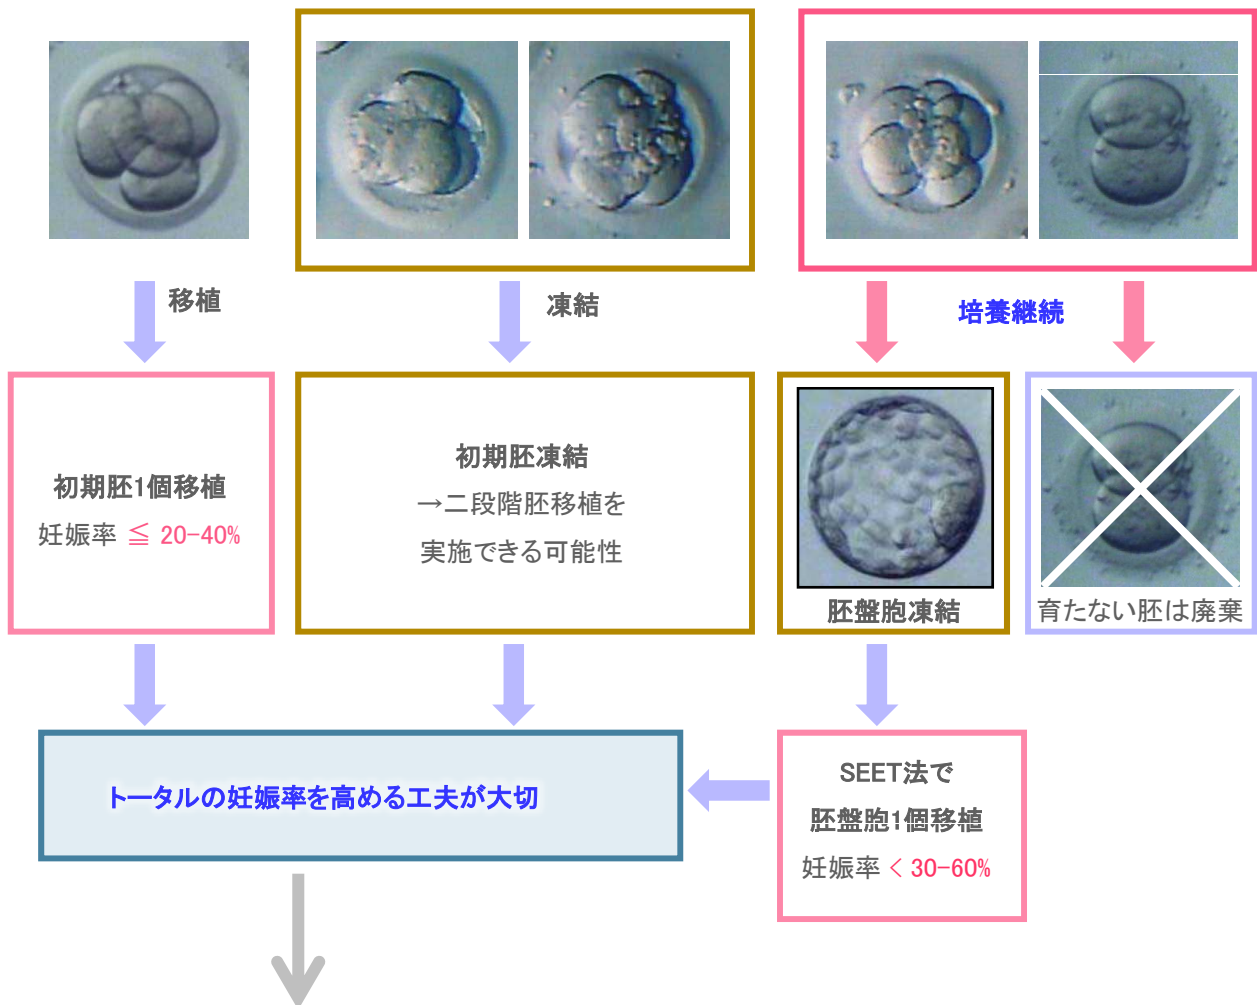 移植
凍結
培養継続
初期胚1個移植
妊娠率 ≦ 20-40%
初期胚凍結
→二段階胚移植を
実施できる可能性
胚盤胞凍結
育たない胚は廃棄
トータルの妊娠率を高める工夫が大切
SEET法で
胚盤胞1個移植
妊娠率 < 30-60%